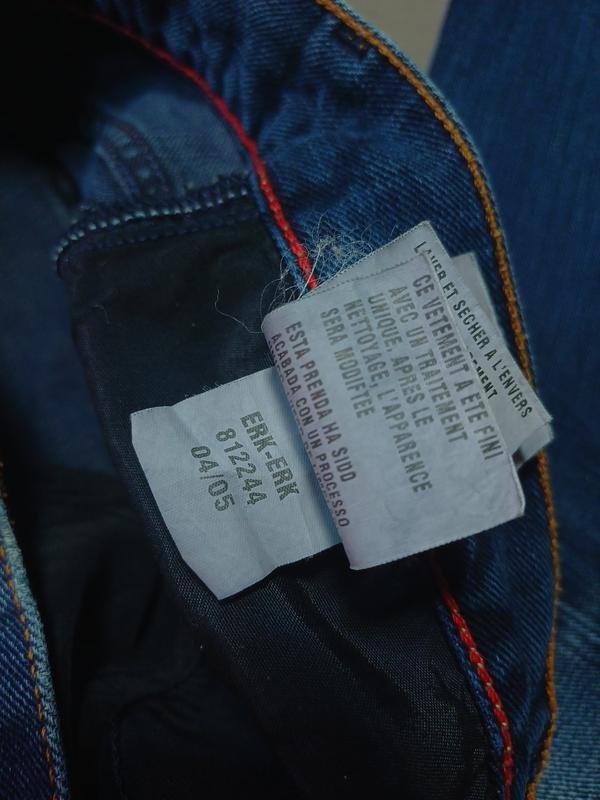 LAVER ET SECHER A L'ENVERS
CE VETEMENT A ETE FINI
AVEC UN TRAITEMENT
UNIQUE. APRES LE
NETTOYAGE, L'APPARENCE
SERA MODIFIEE
ESTA PRENDA HA SIDO
ACABADA CON UN PROCESSO
ERK-ERK
812244
04/05